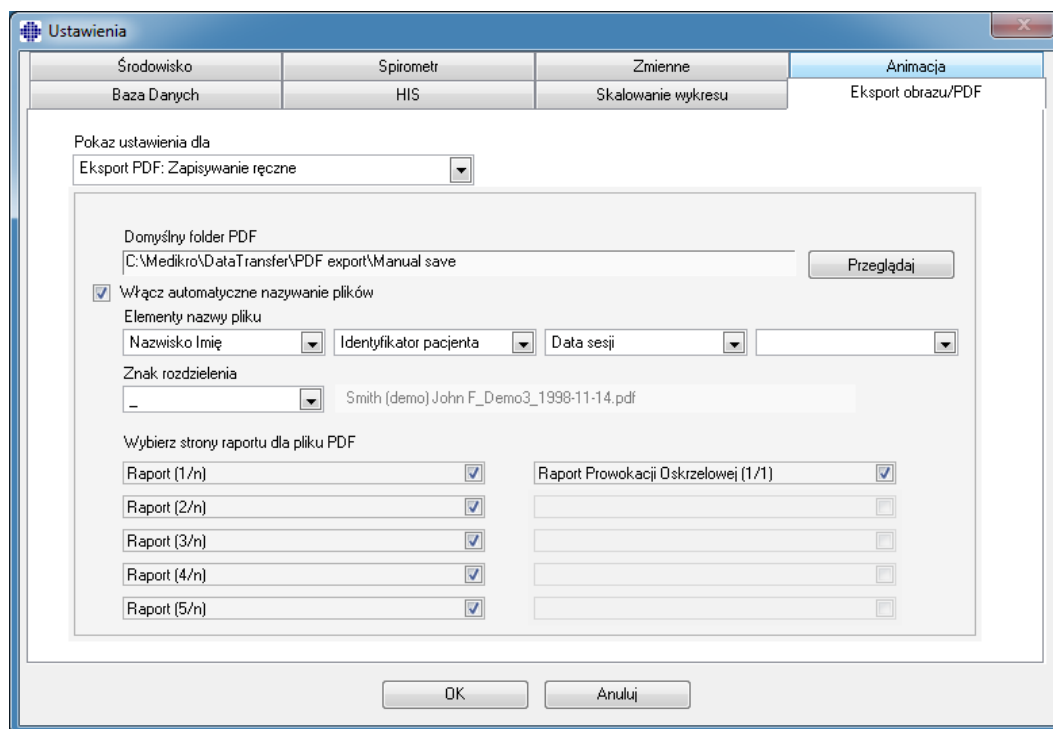 Ustawienia
Środowisko Spirometr Zmienne Animacja
Baza Danych HIS Skalowanie wykresu Eksport obrazu/PDF
Pokaz ustawienia dla
Eksport PDF: Zapisywanie ręczne
Domyślny folder PDF
C:\Medikro\DataTransfer\PDF export\Manual save Przeglądaj
Włącz automatyczne nazywanie plików
Elementy nazwy pliku
Nazwisko Imię Identyfikator pacjenta Data sesji
Znak rozdzielenia
_ Smith (demo) John F_Demo3_1998-11-14.pdf
Wybierz strony raportu dla pliku PDF
Raport (1/n) Raport Prowokacji Oskrzelowej (1/1)
Raport (2/n)
Raport (3/n)
Raport (4/n)
Raport (5/n)
OK Anuluj